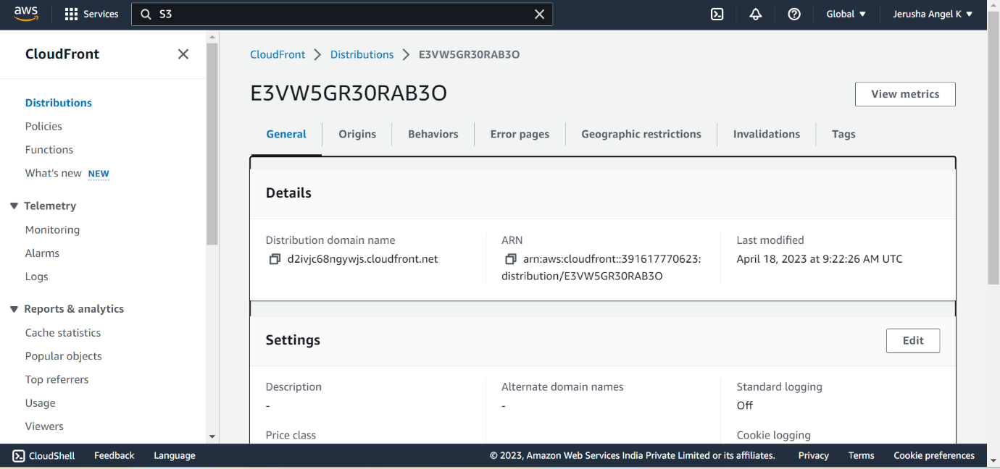 aws
Services
S3
Global
Jerusha Angel K
CloudFront
Distributions
Policies
Functions
What's new NEW
Telemetry
Monitoring
Alarms
Logs
Reports & analytics
Cache statistics
Popular objects
Top referrers
Usage
Viewers
CloudFront
Distributions
E3VW5GR30RAB3O
E3VW5GR30RAB3O
View metrics
General
Origins
Behaviors
Error pages
Geographic restrictions
Invalidations
Tags
Details
Distribution domain name
d2ivjc68ngywjs.cloudfront.net
ARN
arn:aws:cloudfront::391617770623:
distribution/E3VW5GR30RAB3O
Last modified
April 18, 2023 at 9:22:26 AM UTC
Settings
Edit
Description
-
Alternate domain names
-
Standard logging
Off
Price class
Cookie logging
CloudShell
Feedback
Language
© 2023, Amazon Web Services India Private Limited or its affiliates.
Privacy
Terms
Cookie preferences